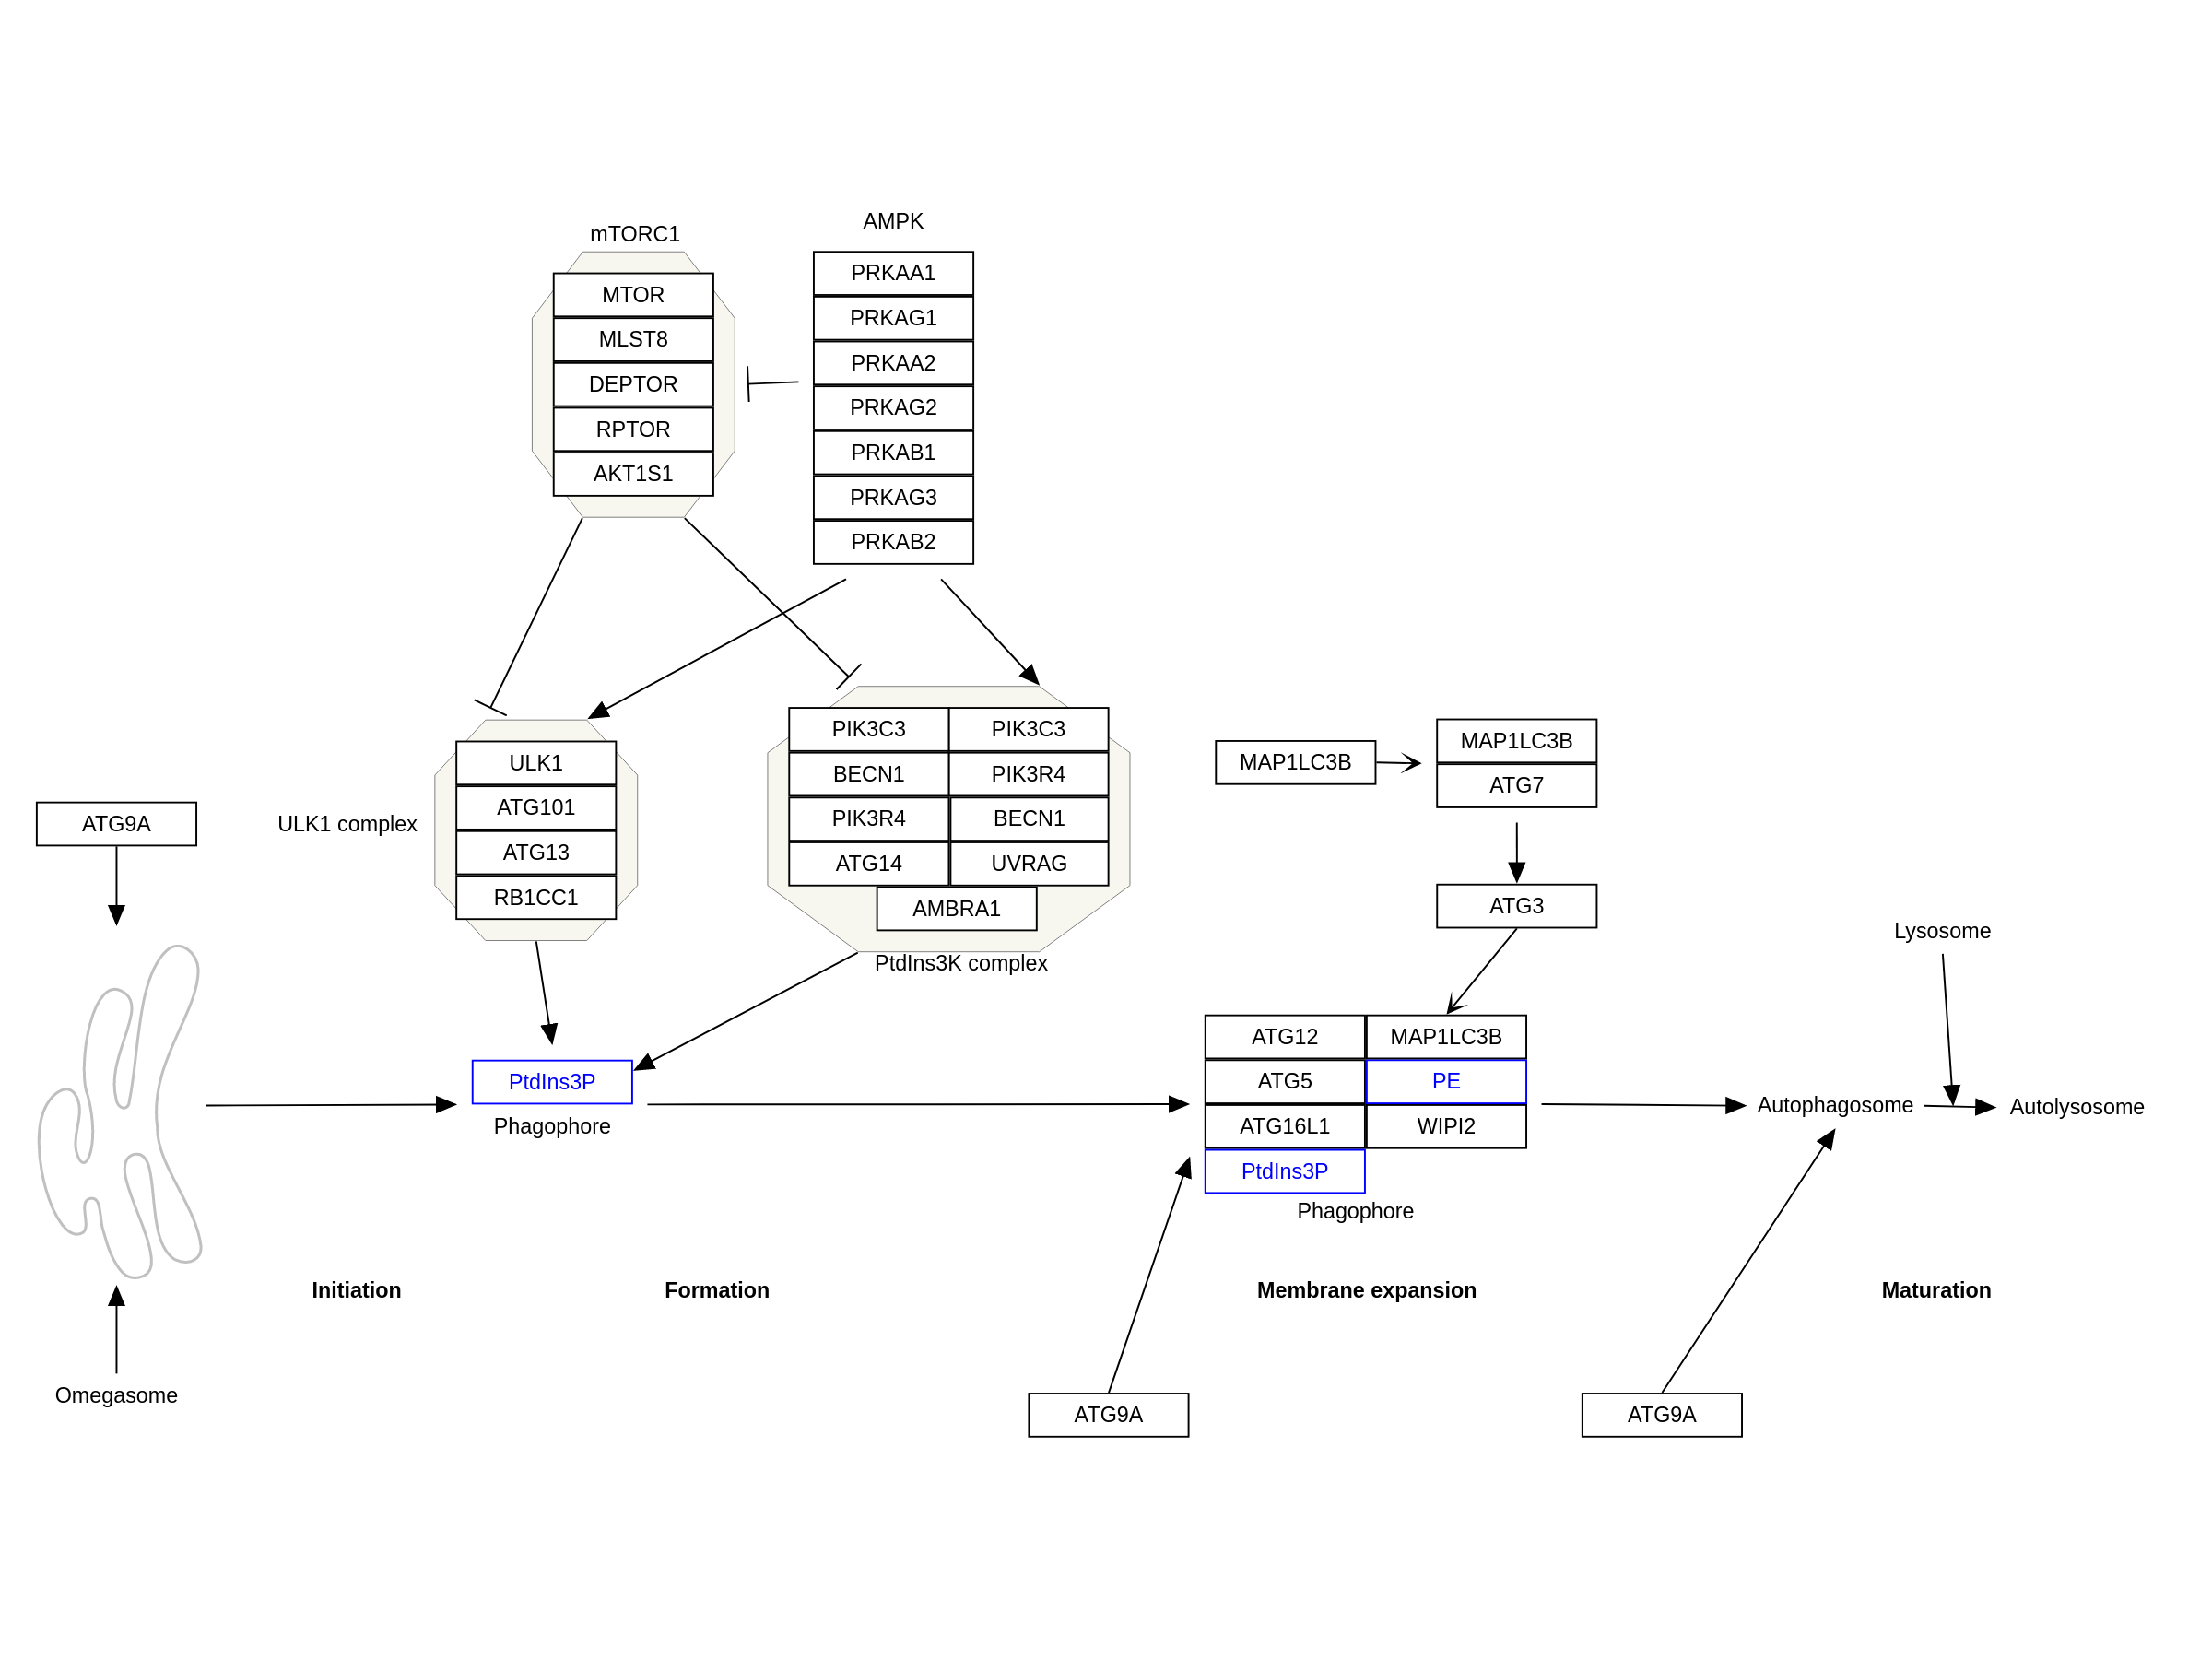 AMPK
mTORC1
PRKAA1
MTOR
PRKAG1
MLST8
PRKAA2
DEPTOR
PRKAG2
RPTOR
PRKAB1
AKT1S1
PRKAG3
PRKAB2
PIK3C3 PIK3C3
BECN1 PIK3R4
PIK3R4 BECN1
ATG14 UVRAG
AMBRA1
PtdIns3K complex
ULK1
ATG101
ATG13
RB1CC1
ULK1 complex
ATG9A
MAP1LC3B
MAP1LC3B
ATG7
ATG3
Lysosome
PtdIns3P
Phagophore
ATG12 MAP1LC3B
ATG5 PE
ATG16L1 WIPI2
PtdIns3P
Phagophore
Autophagosome
Autolysosome
Initiation
Formation
Membrane expansion
Maturation
Omegasome
ATG9A
ATG9A